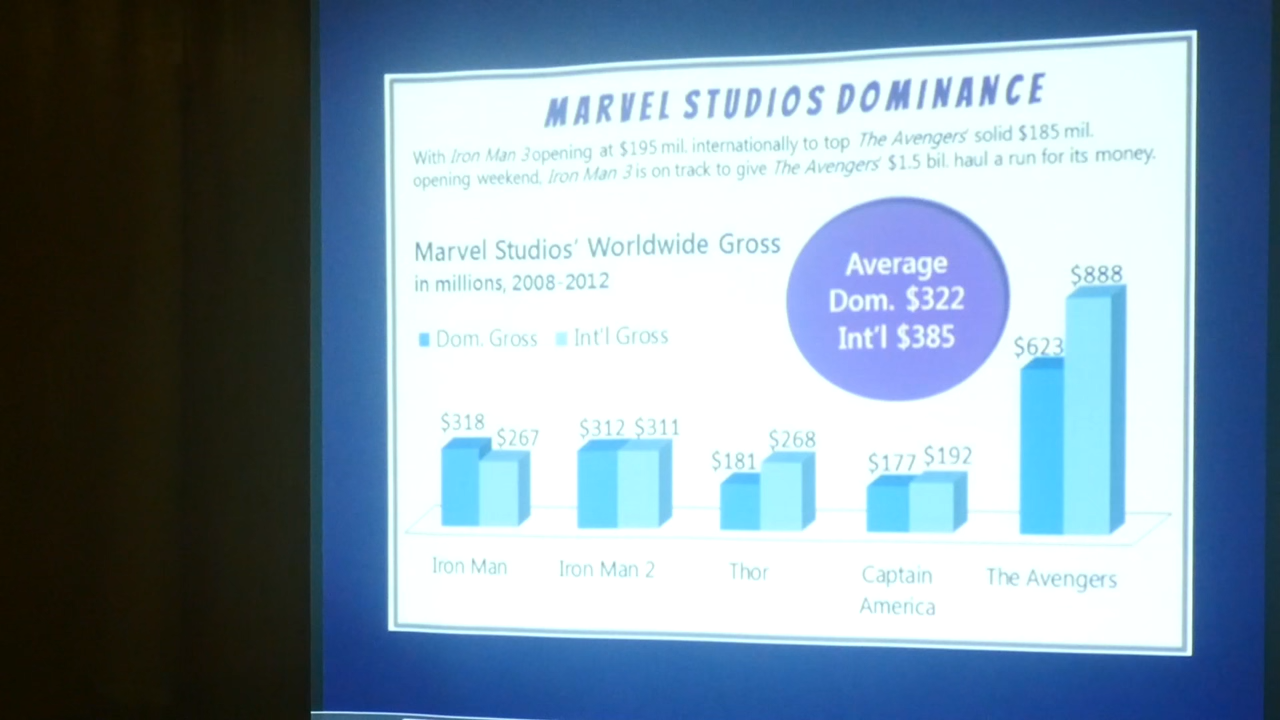 MARVEL STUDIOS DOMINANCE
With Iron Man 3 opening at $195 mil. internationally to top The Avengers' solid $185 mil.
opening weekend, Iron Man 3 is on track to give The Avengers' $1.5 bil. haul a run for its money.
Marvel Studios' Worldwide Gross
in millions, 2008-2012
Dom. Gross Int'l Gross
Average
Dom. $322
Int'l $385
$318 $267 $312 $311 $181 $268 $177 $192 $623 $888
Iron Man Iron Man 2 Thor Captain America The Avengers